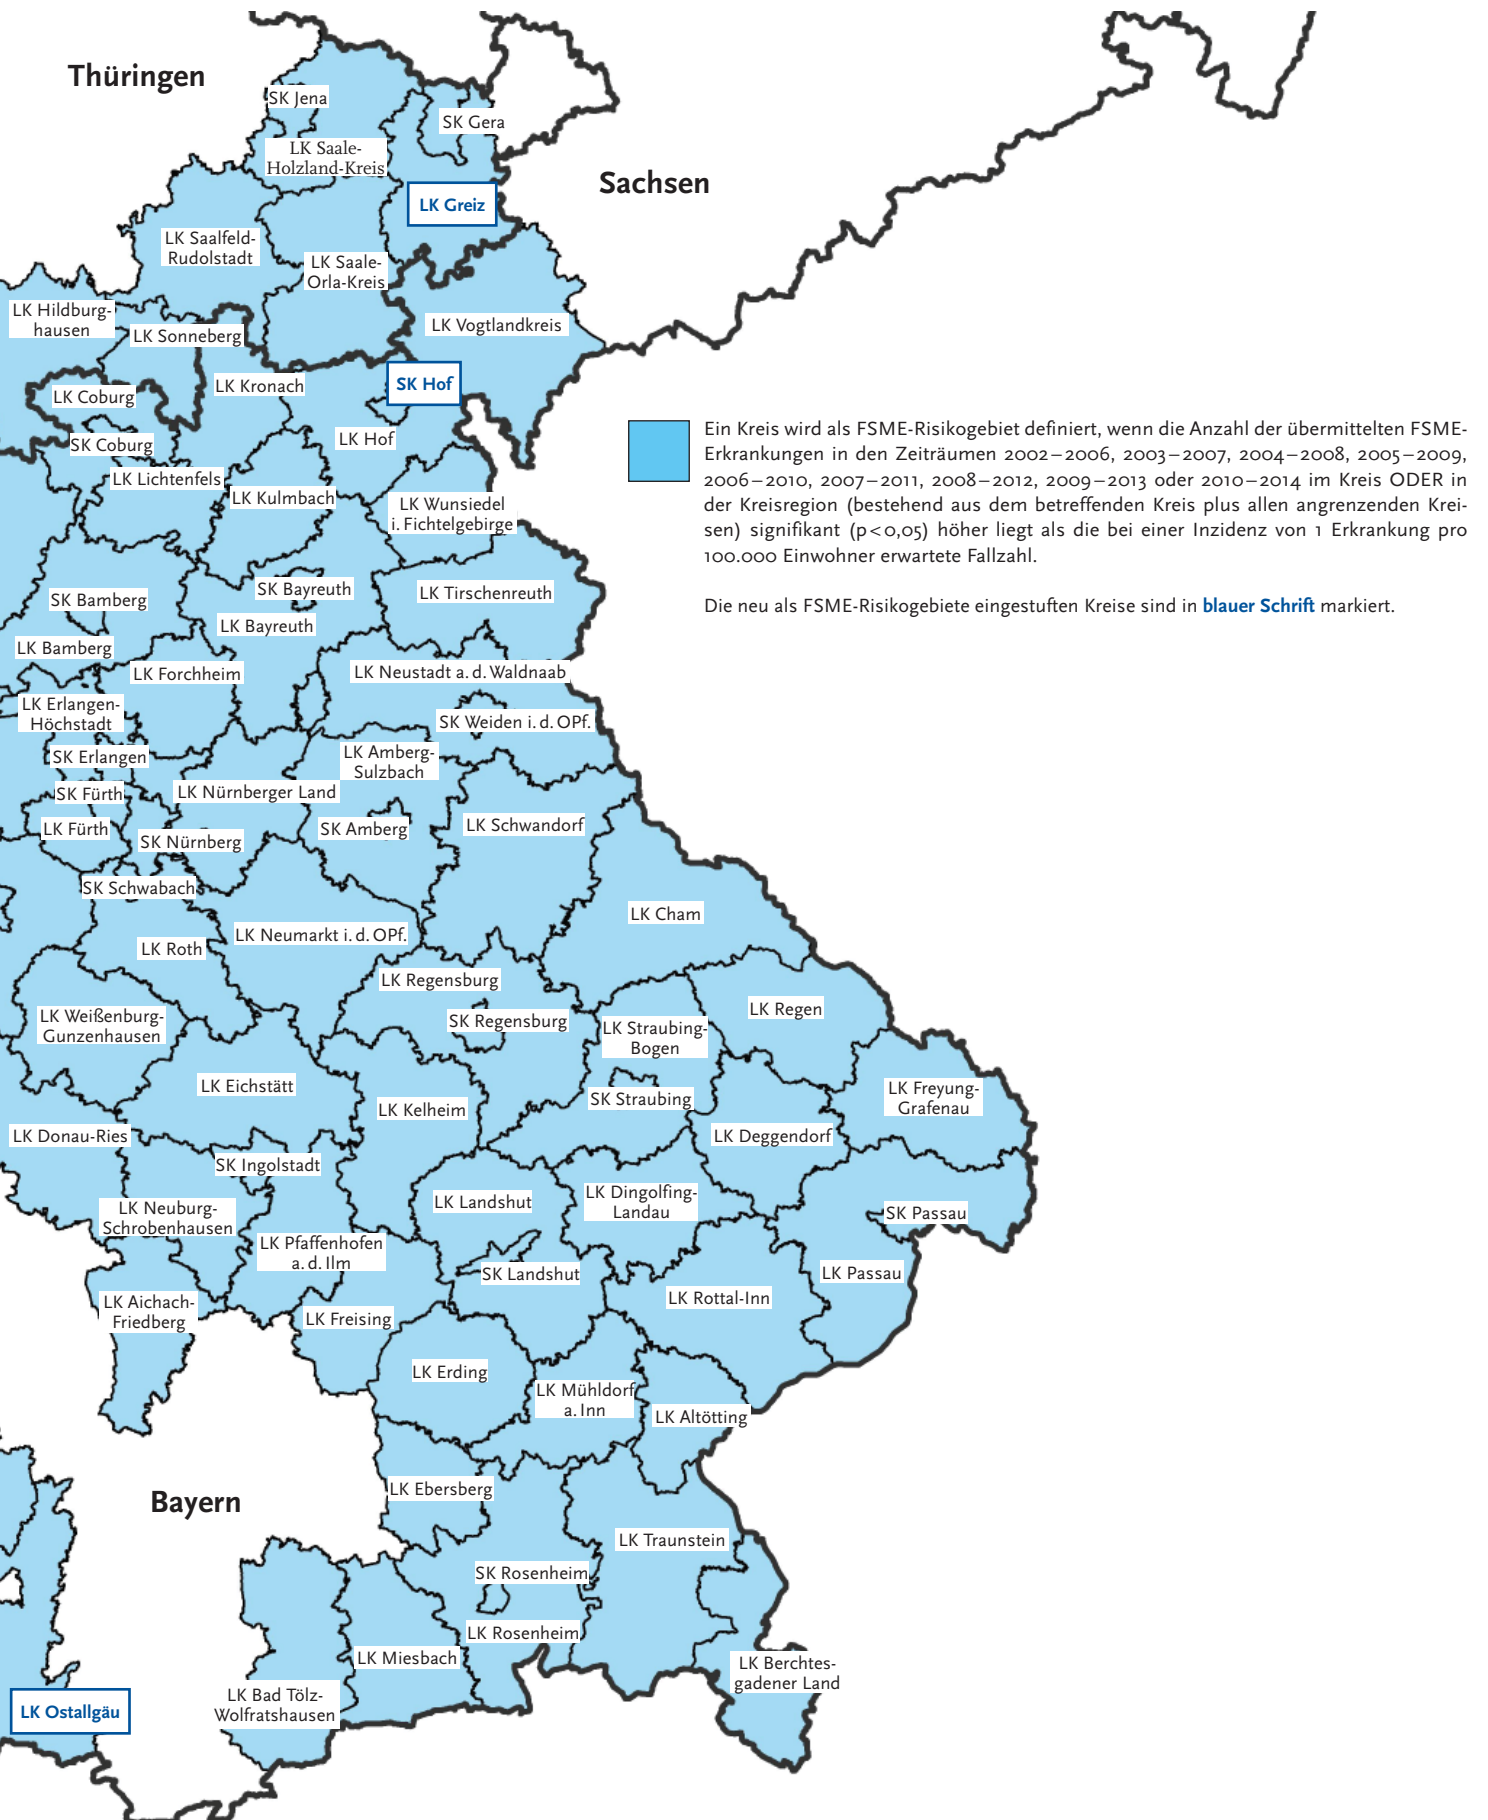 Thüringen
SK Jena
SK Gera
LK Saale-
Holzland-Kreis
Sachsen
LK Greiz
LK Saalfeld-
Rudolstadt
LK Saale-
Orla-Kreis
LK Hildburg-
hausen
LK Sonneberg
LK Vogtlandkreis
LK Coburg
LK Kronach
SK Hof
SK Coburg
LK Hof
LK Lichtenfels
LK Kulmbach
LK Wunsiedel
i. Fichtelgebirge
Ein Kreis wird als FSME-Risikogebiet definiert, wenn die Anzahl der übermittelten FSME-
Erkrankungen in den Zeiträumen 2002–2006, 2003–2007, 2004–2008, 2005–2009,
2006–2010, 2007–2011, 2008–2012, 2009–2013 oder 2010–2014 im Kreis ODER in
der Kreisregion (bestehend aus dem betreffenden Kreis plus allen angrenzenden Krei-
sen) signifikant (p<0,05) höher liegt als die bei einer Inzidenz von 1 Erkrankung pro
100.000 Einwohner erwartete Fallzahl.
Die neu als FSME-Risikogebiete eingestuften Kreise sind in blauer Schrift markiert.
SK Bamberg
SK Bayreuth
LK Tirschenreuth
LK Bayreuth
LK Bamberg
LK Forchheim
LK Neustadt a. d. Waldnaab
LK Erlangen-
Höchstadt
SK Weiden i. d. OPf.
SK Erlangen
LK Amberg-
Sulzbach
SK Fürth
LK Nürnberger Land
LK Fürth
SK Nürnberg
SK Amberg
LK Schwandorf
SK Schwabach
LK Cham
LK Roth
LK Neumarkt i. d. OPf.
LK Regensburg
LK Weißenburg-
Gunzenhausen
SK Regensburg
LK Straubing-
Bogen
LK Regen
LK Eichstätt
LK Kelheim
SK Straubing
LK Freyung-
Grafenau
LK Donau-Ries
LK Deggendorf
SK Ingolstadt
LK Neuburg-
Schrobenhausen
LK Landshut
LK Dingolfing-
Landau
SK Passau
LK Pfaffenhofen
a. d. Ilm
SK Landshut
LK Passau
LK Rottal-Inn
LK Aichach-
Friedberg
LK Freising
LK Erding
LK Mühldorf
a. Inn
LK Altötting
Bayern
LK Ebersberg
LK Traunstein
SK Rosenheim
LK Rosenheim
LK Miesbach
LK Berchtes-
gadener Land
LK Bad Tölz-
Wolfratshausen
LK Ostallgäu